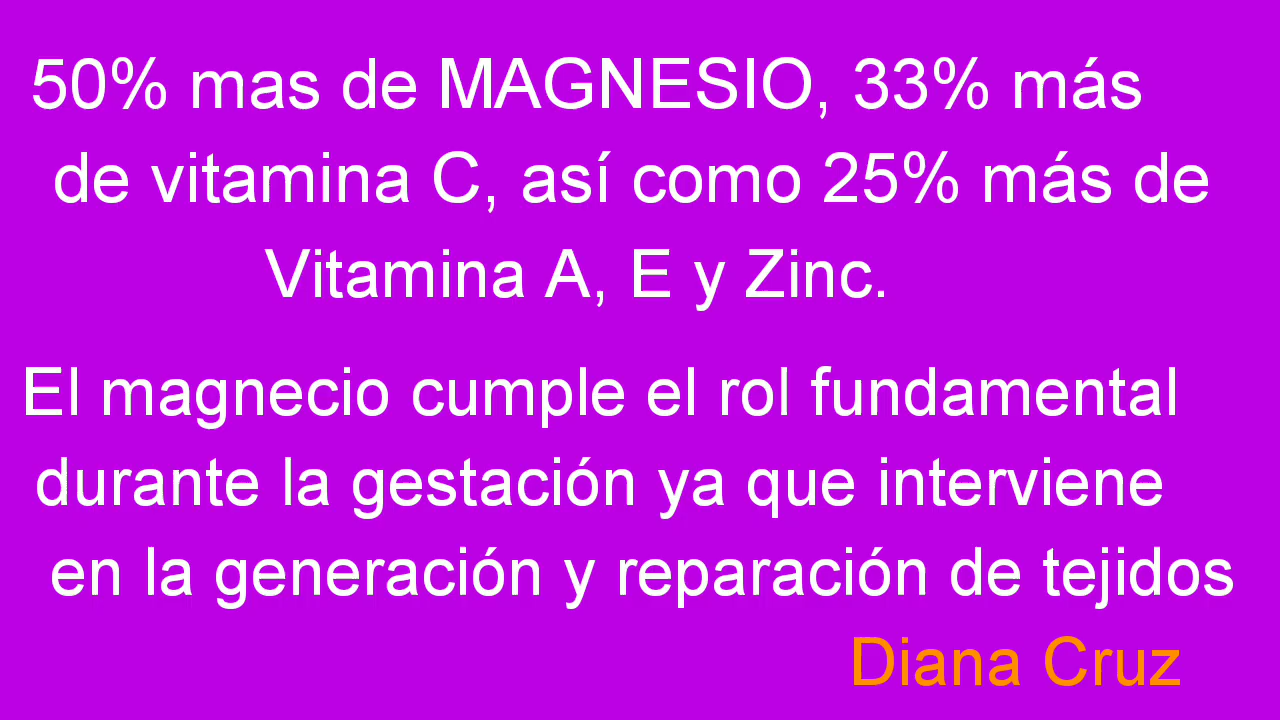 50% mas de MAGNESIO, 33% más
de vitamina C, así como 25% más de
Vitamina A, E y Zinc.
El magnecio cumple el rol fundamental
durante la gestación ya que interviene
en la generación y reparación de tejidos
Diana Cruz